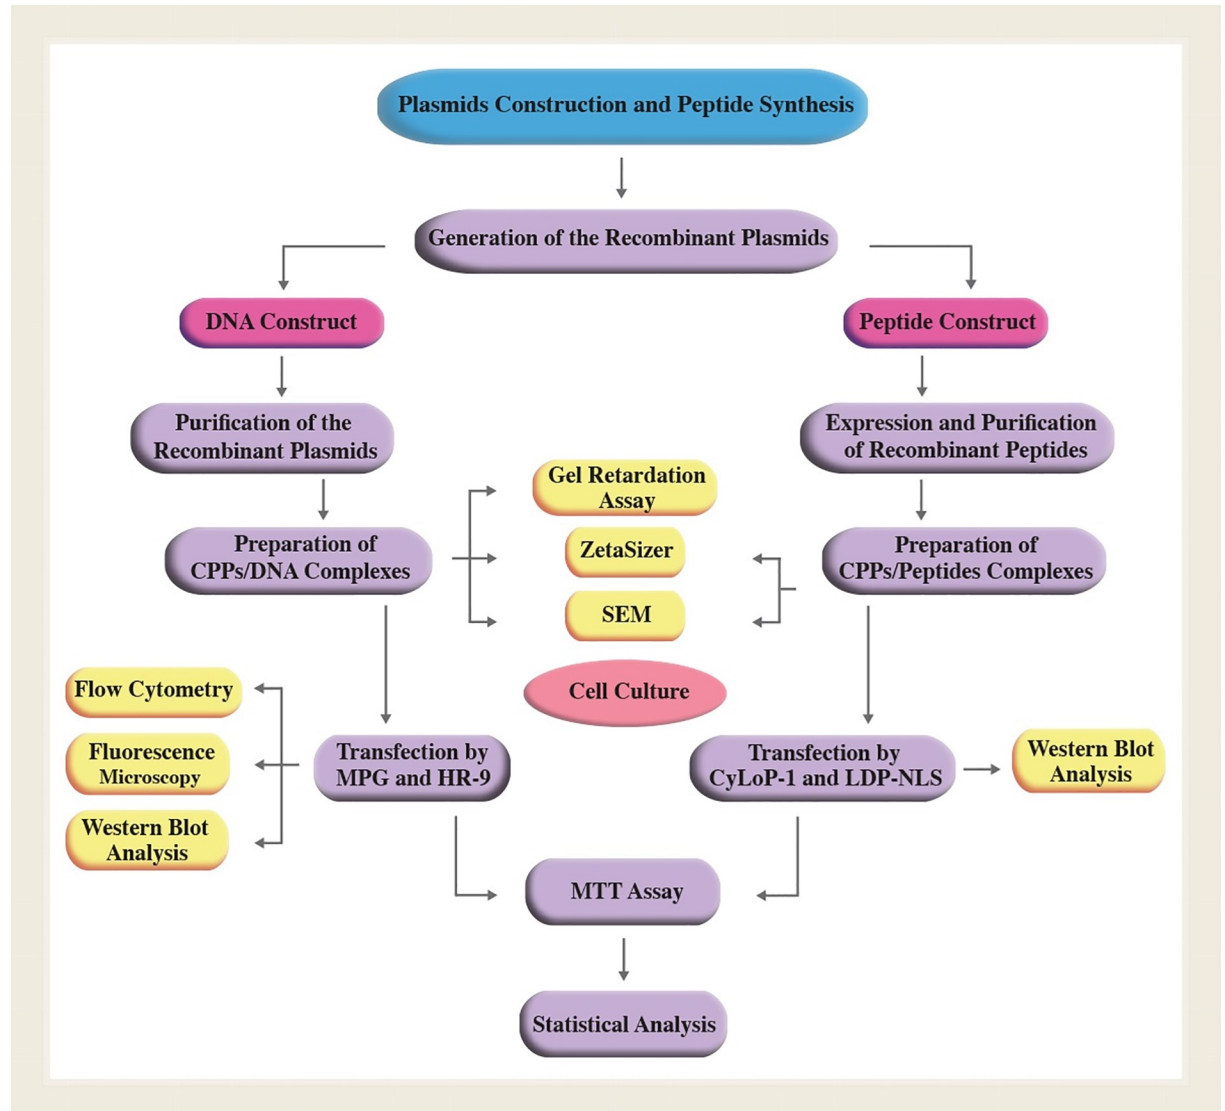 Plasmids Construction and Peptide Synthesis
Generation of the Recombinant Plasmids
DNA Construct
Peptide Construct
Purification of the
Recombinant Plasmids
Expression and Purification
of Recombinant Peptides
Gel Retardation
Assay
Preparation of
CPPs/DNA Complexes
ZetaSizer
Preparation of
CPPs/Peptides Complexes
SEM
Cell Culture
Flow Cytometry
Fluorescence
Microscopy
Western Blot
Analysis
Transfection by
MPG and HR-9
Transfection by
CyLoP-1 and LDP-NLS
Western Blot
Analysis
MTT Assay
Statistical Analysis